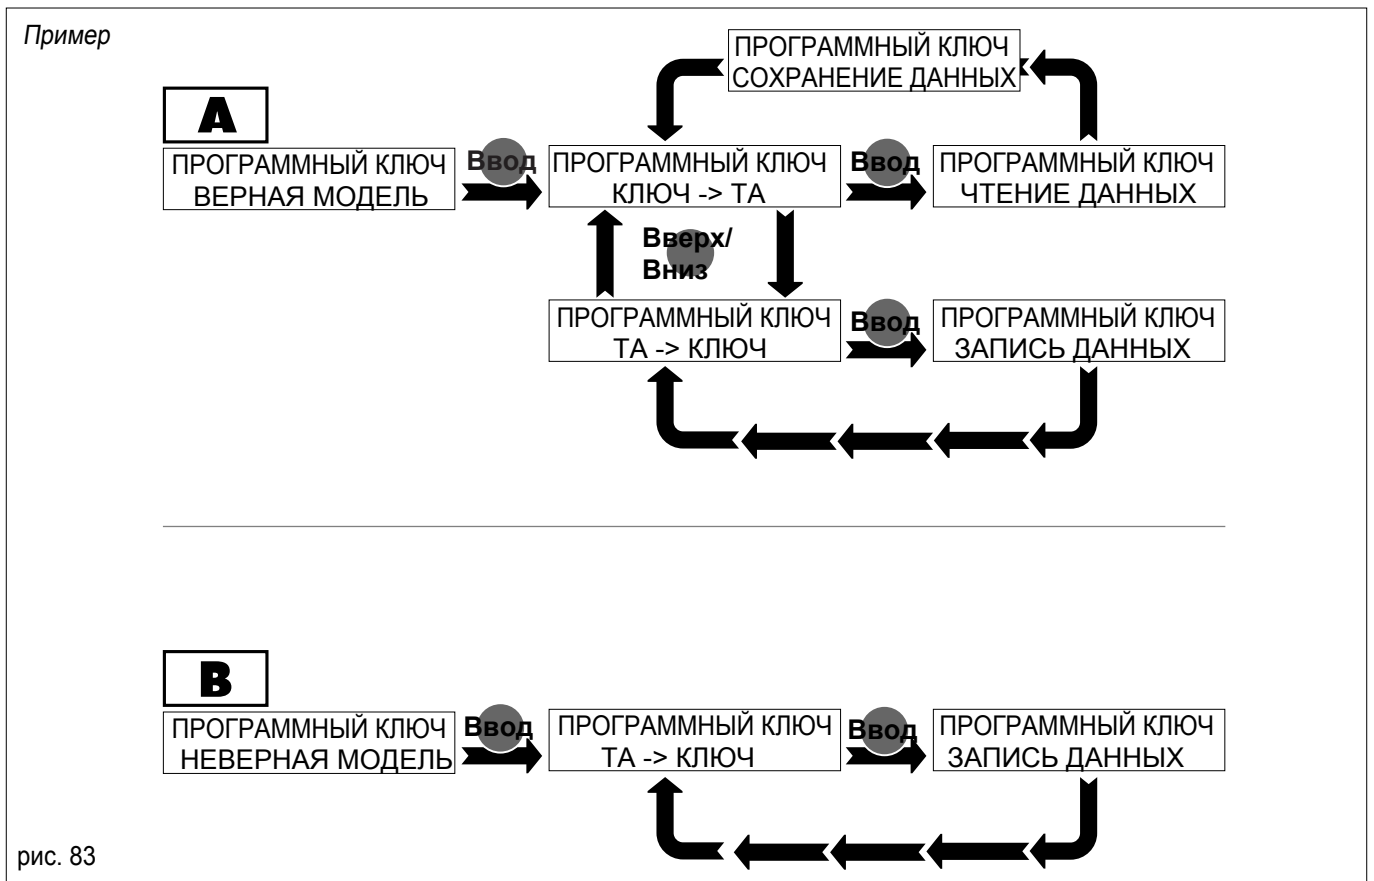 Пример
ПРОГРАММНЫЙ КЛЮЧ
СОХРАНЕНИЕ ДАННЫХ
A
ПРОГРАММНЫЙ КЛЮЧ
ВЕРНАЯ МОДЕЛЬ
Ввод
ПРОГРАММНЫЙ КЛЮЧ
КЛЮЧ -> ТА
Ввод
ПРОГРАММНЫЙ КЛЮЧ
ЧТЕНИЕ ДАННЫХ
Вверх/
Вниз
ПРОГРАММНЫЙ КЛЮЧ
ТА -> КЛЮЧ
Ввод
ПРОГРАММНЫЙ КЛЮЧ
ЗАПИСЬ ДАННЫХ
B
ПРОГРАММНЫЙ КЛЮЧ
НЕВЕРНАЯ МОДЕЛЬ
Ввод
ПРОГРАММНЫЙ КЛЮЧ
ТА -> КЛЮЧ
Ввод
ПРОГРАММНЫЙ КЛЮЧ
ЗАПИСЬ ДАННЫХ
рис. 83